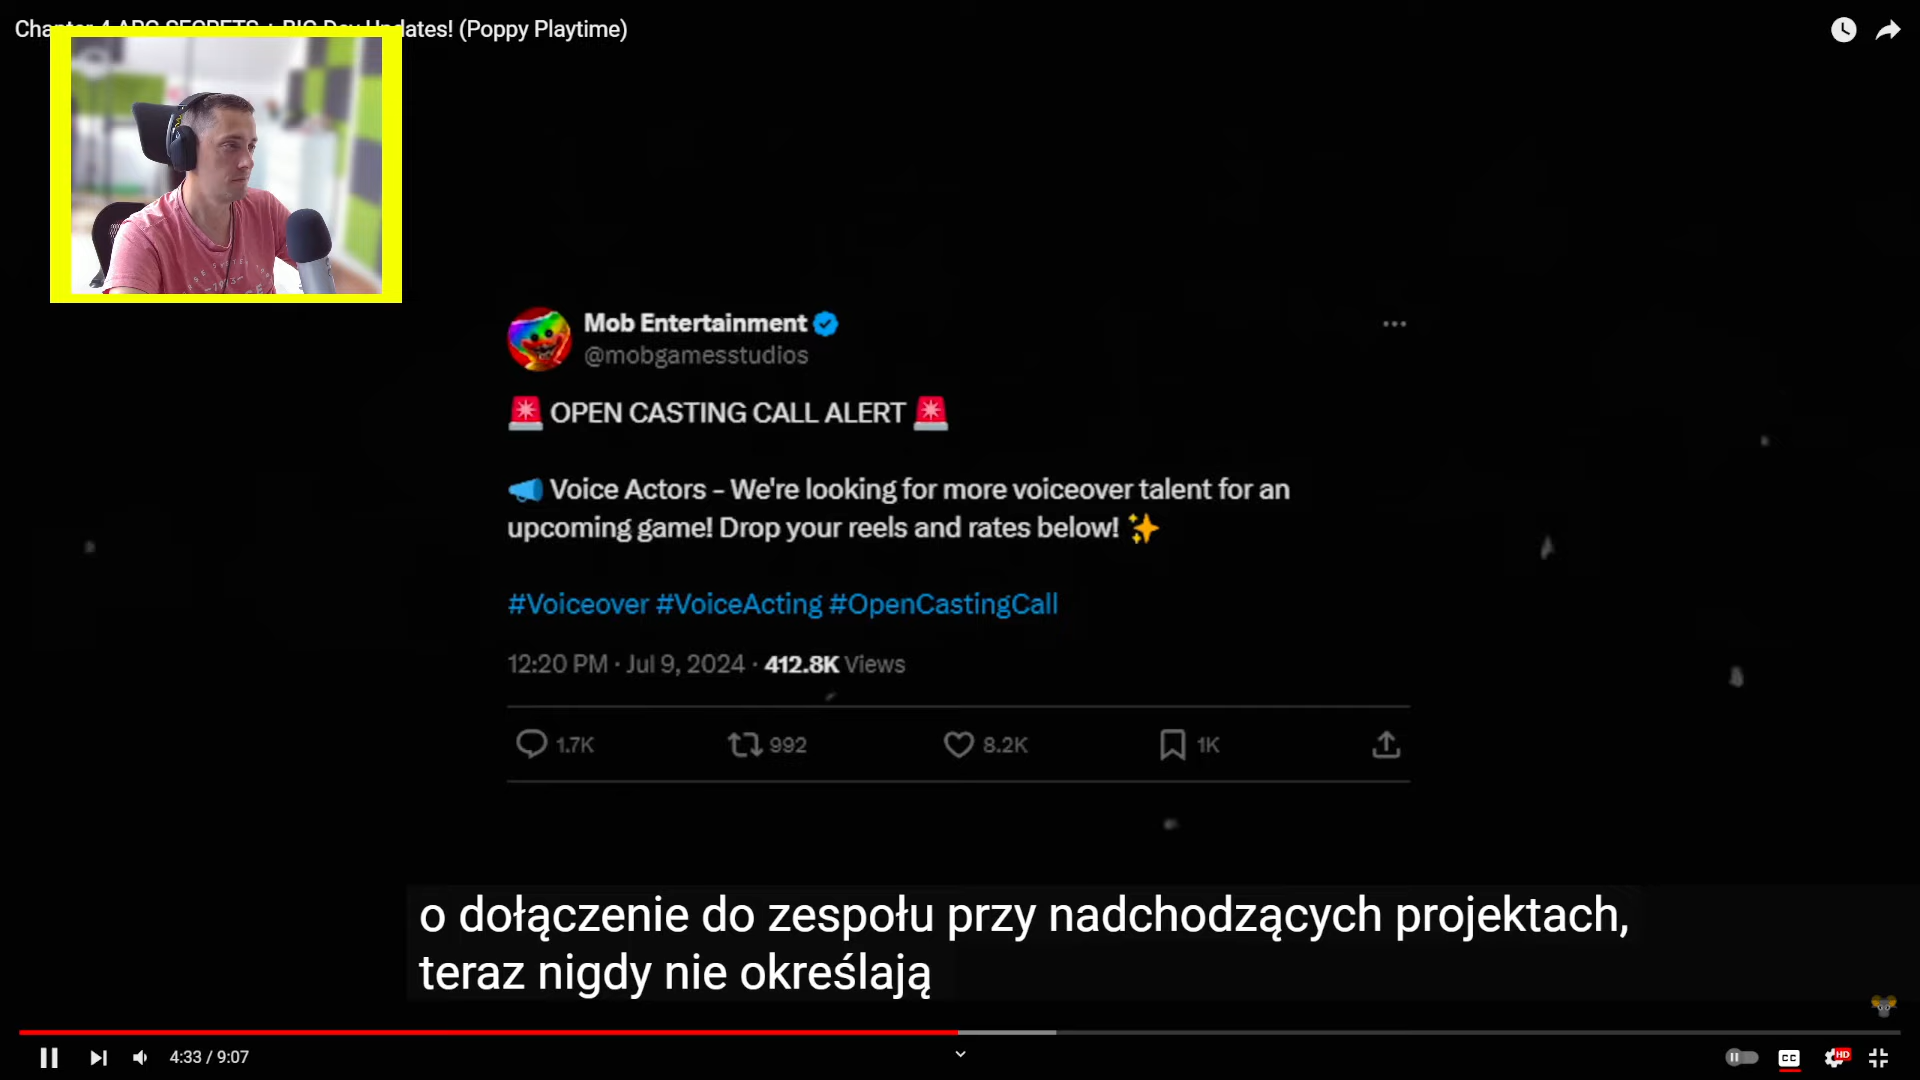 Cha
ates! (Poppy Playtime)
Mob Entertainment
@mobgamesstudios
OPEN CASTING CALL ALERT
Voice Actors – We're looking for more voiceover talent for an
upcoming game! Drop your reels and rates below!
#Voiceover #VoiceActing #OpenCastingCall
12:20 PM · Jul 9, 2024 · 412.8K Views
1.7K 992 8.2K 1K
o dołączenie do zespołu przy nadchodzących projektach,
teraz nigdy nie określają
4:33 / 9:07
CC HD